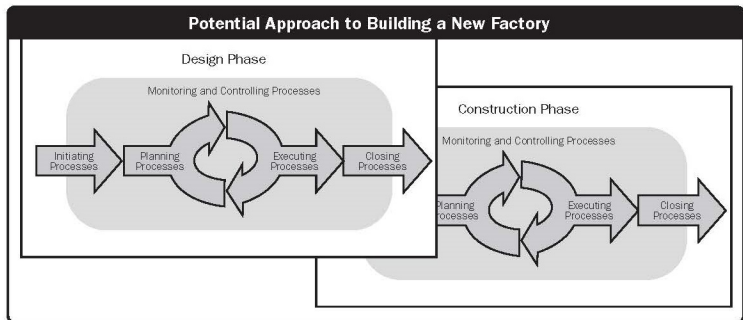 Potential Approach to Building a New Factory
Design Phase
Monitoring and Controlling Processes
Initiating
Processes
Planning
Processes
Executing
Processes
Closing
Processes
Construction Phase
Monitoring and Controlling Processes
Executing
Processes
Closing
Processes